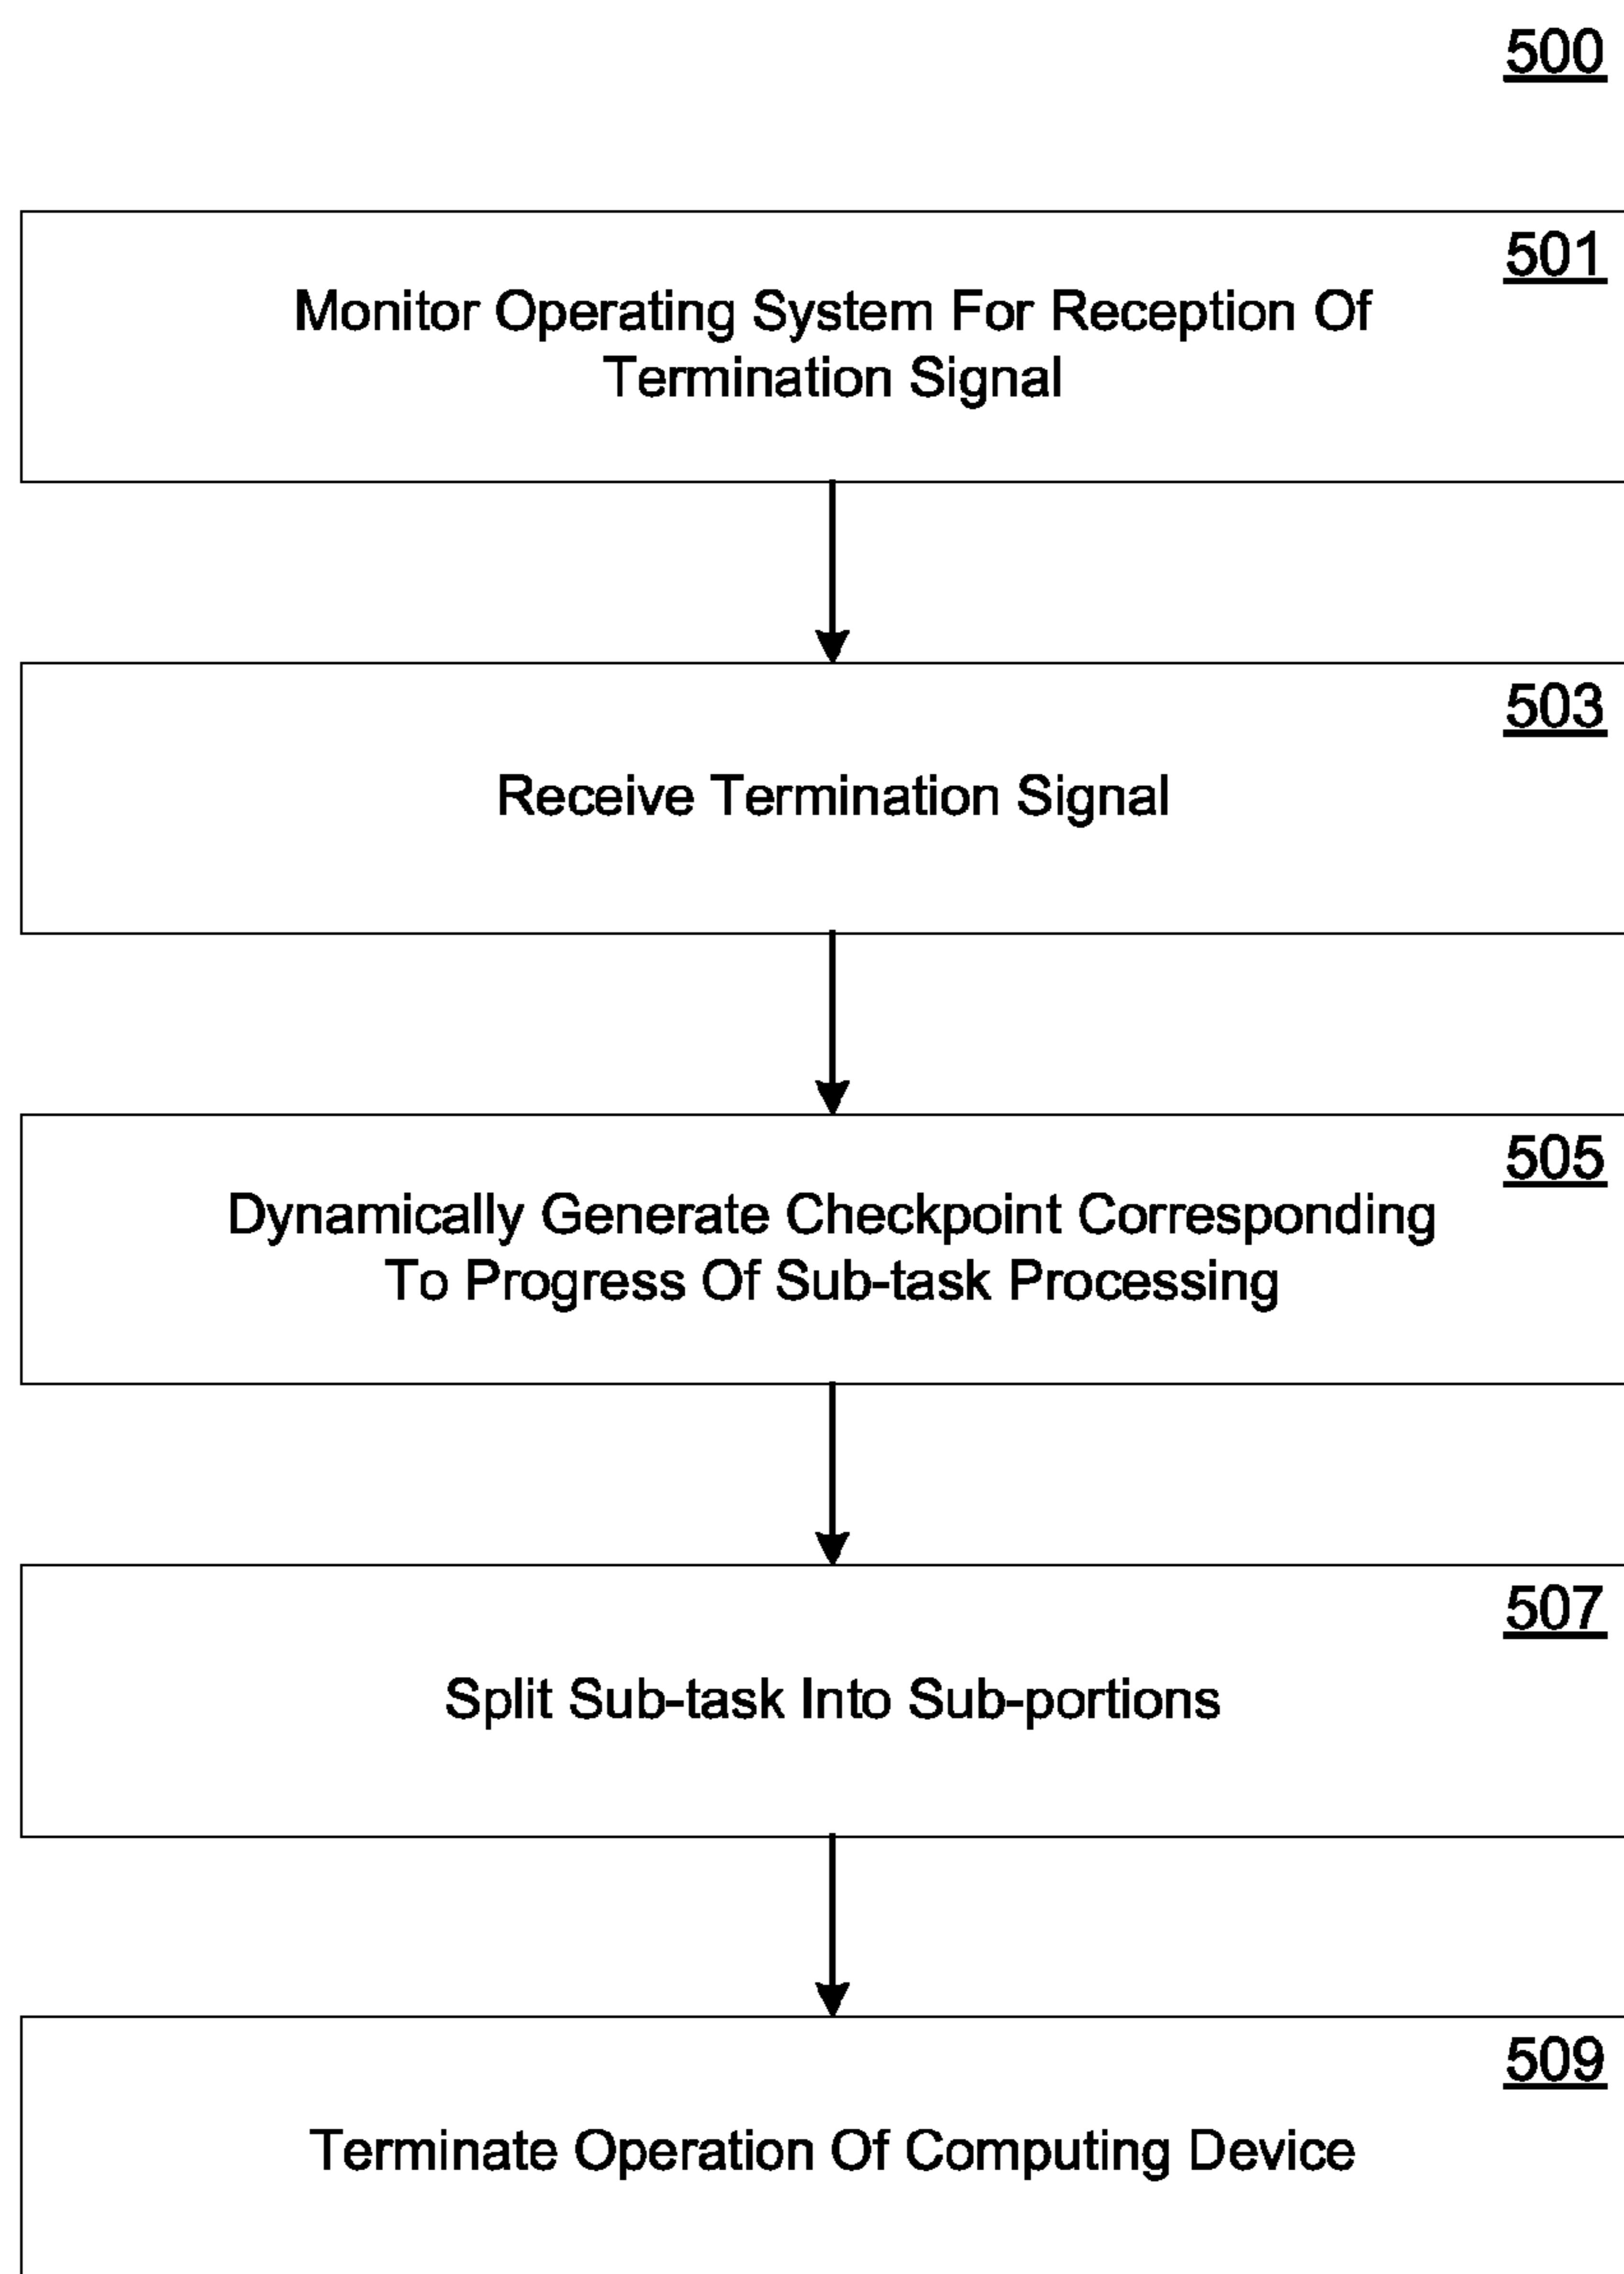 500
501
Monitor Operating System For Reception Of
Termination Signal
503
Receive Termination Signal
505
Dynamically Generate Checkpoint Corresponding
To Progress Of Sub-task Processing
507
Split Sub-task Into Sub-portions
509
Terminate Operation Of Computing Device